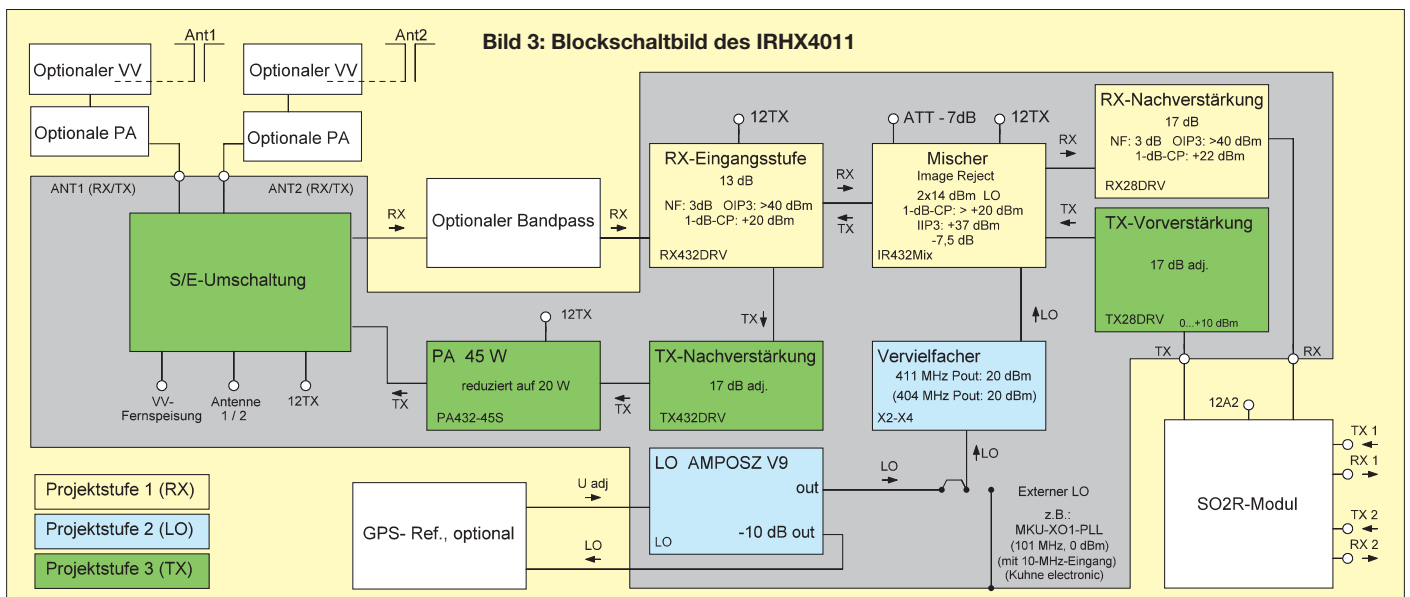 Bild 3: Blockschaltbild des IRHX4011
Ant1
Ant2
Optionaler VV
Optionaler VV
Optionale PA
Optionale PA
ANT1 (RX/TX)
ANT2 (RX/TX)
S/E-Umschaltung
VV-
Fernspeisung
Antenne
1 / 2
12TX
RX
Optionaler Bandpass
RX
12TX
RX-Eingangsstufe
13 dB
NF: 3dB OIP3: >40 dBm
1-dB-CP: +20 dBm
RX432DRV
RX
TX
ATT - 7dB
12TX
Mischer
Image Reject
2x14 dBm LO
1-dB-CP: > +20 dBm
IIP3: +37 dBm
-7,5 dB
IR432Mix
RX
TX
RX-Nachverstärkung
17 dB
NF: 3 dB OIP3: >40 dBm
1-dB-CP: +22 dBm
RX28DRV
TX-Vorverstärkung
17 dB adj.
TX28DRV
0...+10 dBm
TX
RX
TX
12TX
PA 45 W
reduziert auf 20 W
PA432-45S
TX
TX
TX-Nachverstärkung
17 dB adj.
TX432DRV
LO
Vervielfacher
411 MHz Pout: 20 dBm
(404 MHz Pout: 20 dBm)
X2-X4
LO
LO AMPOSZ V9
out
-10 dB out
LO
LO
U adj
LO
GPS- Ref., optional
Externer LO
z.B.:
MKU-XO1-PLL
(101 MHz, 0 dBm)
(mit 10-MHz-Eingang)
(Kuhne electronic)
12A2
SO2R-Modul
TX 1
RX 1
TX 2
RX 2
Projektstufe 1 (RX)
Projektstufe 2 (LO)
Projektstufe 3 (TX)